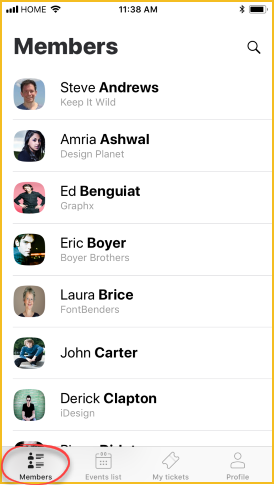 HOME 11:38 AM
Members
Steve Andrews
Keep It Wild
Amria Ashwal
Design Planet
Ed Benguiat
Graphx
Eric Boyer
Boyer Brothers
Laura Brice
FontBenders
John Carter
Derick Clapton
iDesign
Members Events list My tickets Profile